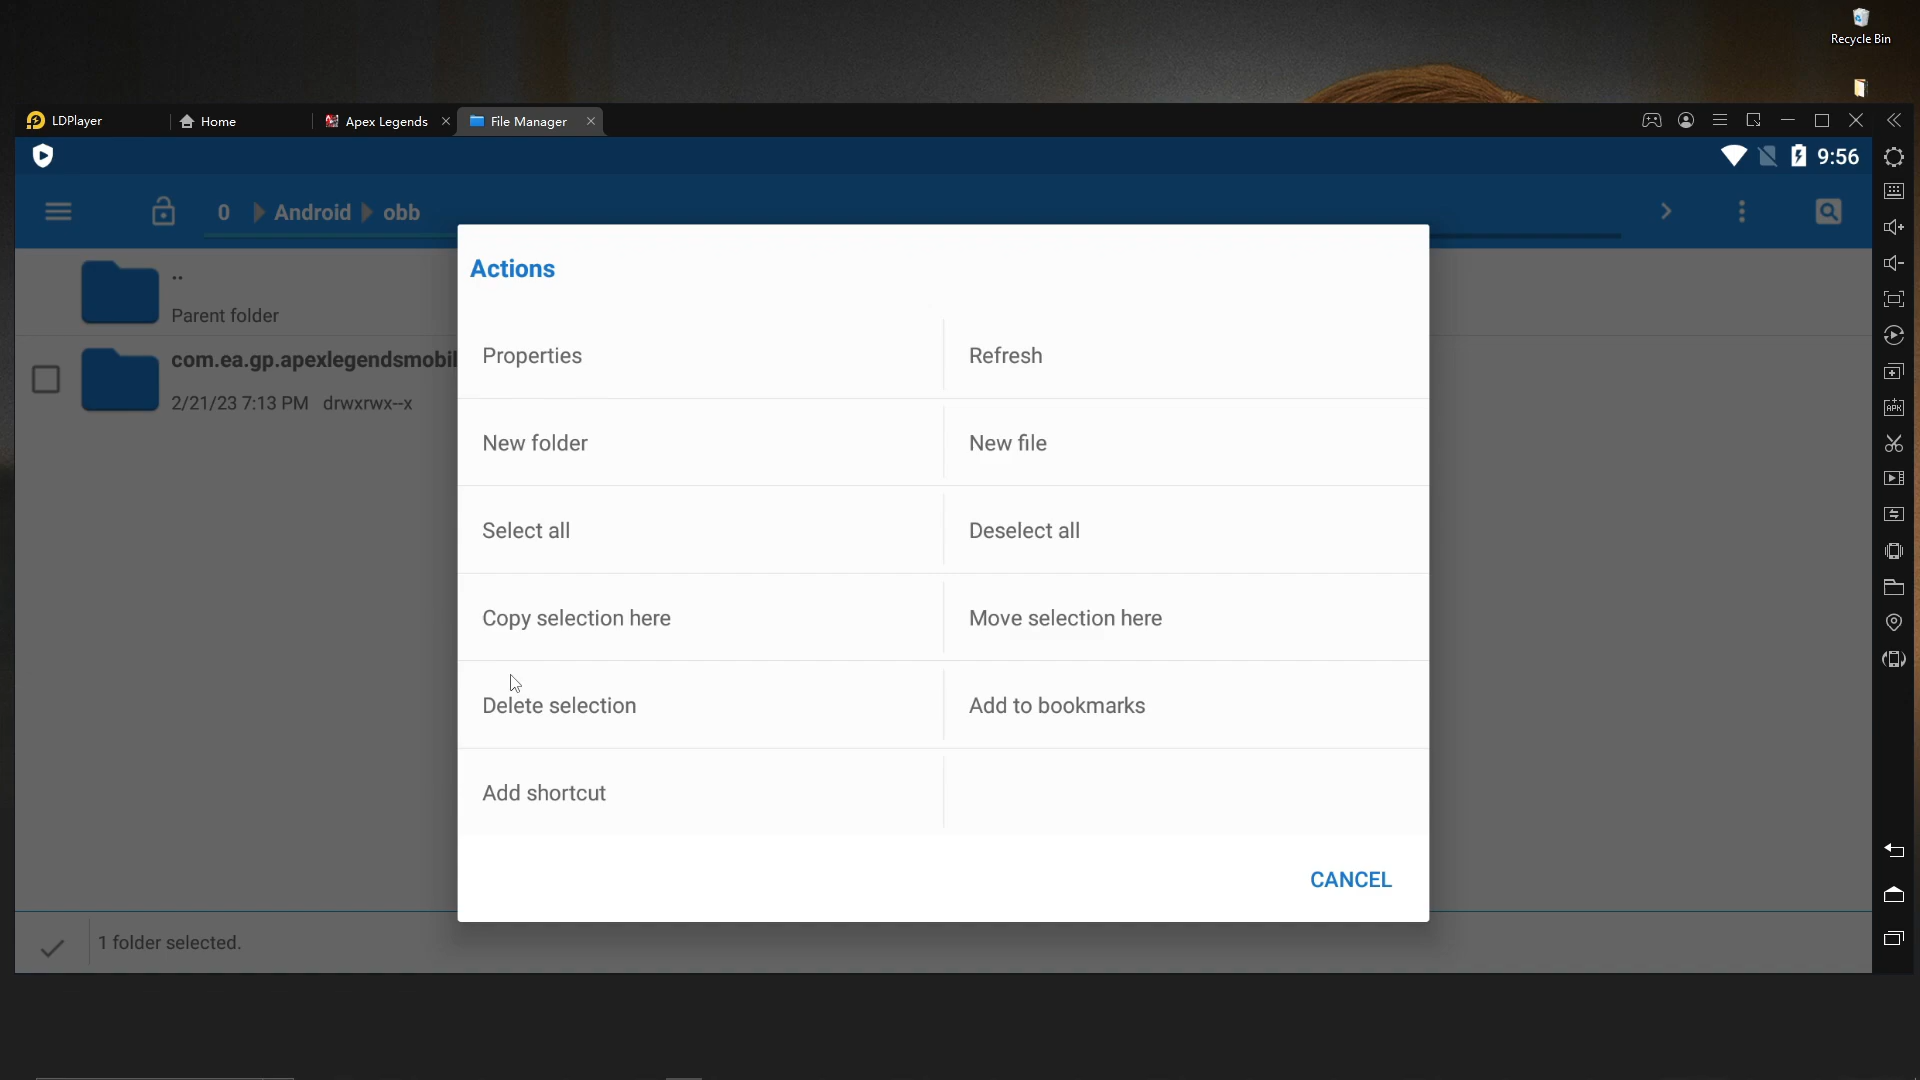 Recycle Bin
LDPlayer
Home
Apex Legends
File Manager
9:56
0 Android obb
..
Parent folder
com.ea.gp.apexlegendsmobil
2/21/23 7:13 PM drwxrwx--x
Actions
Properties
Refresh
New folder
New file
Select all
Deselect all
Copy selection here
Move selection here
Delete selection
Add to bookmarks
Add shortcut
CANCEL
1 folder selected.
APK